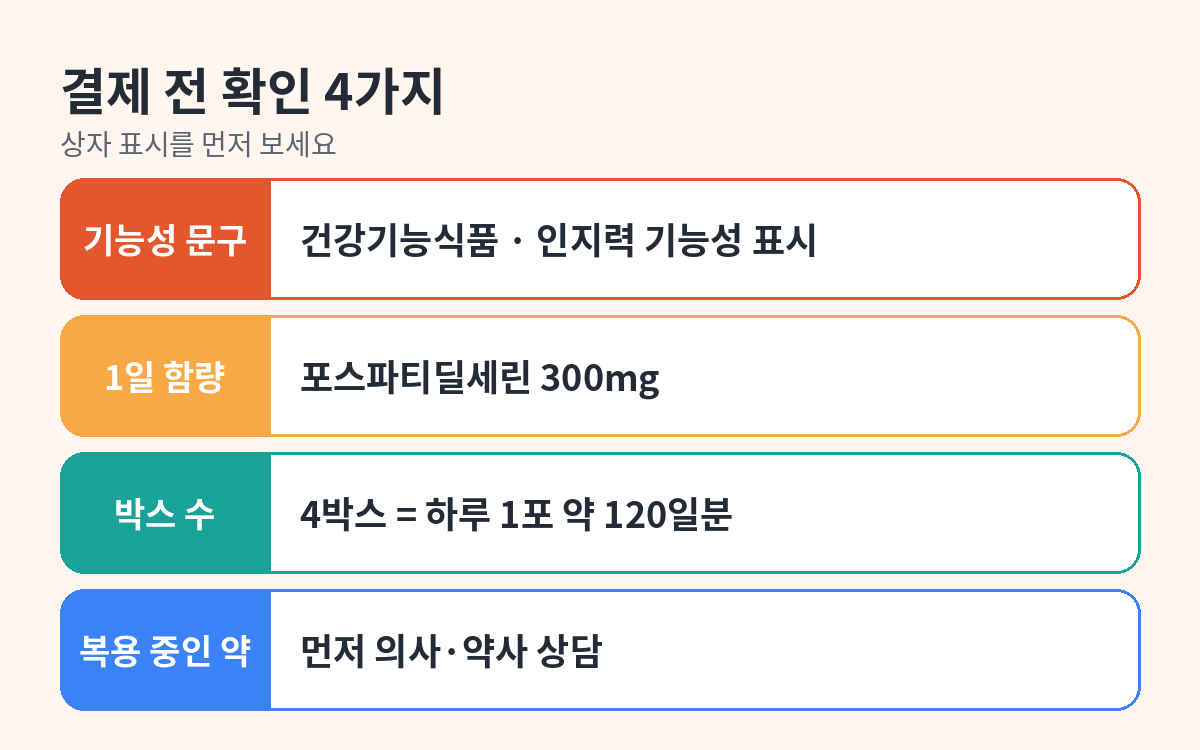 결제 전 확인 4가지
상자 표시를 먼저 보세요
기능성 문구
건강기능식품 · 인지력 기능성 표시
1일 함량
포스파티딜세린 300mg
박스 수
4박스 = 하루 1포 약 120일분
복용 중인 약
먼저 의사·약사 상담